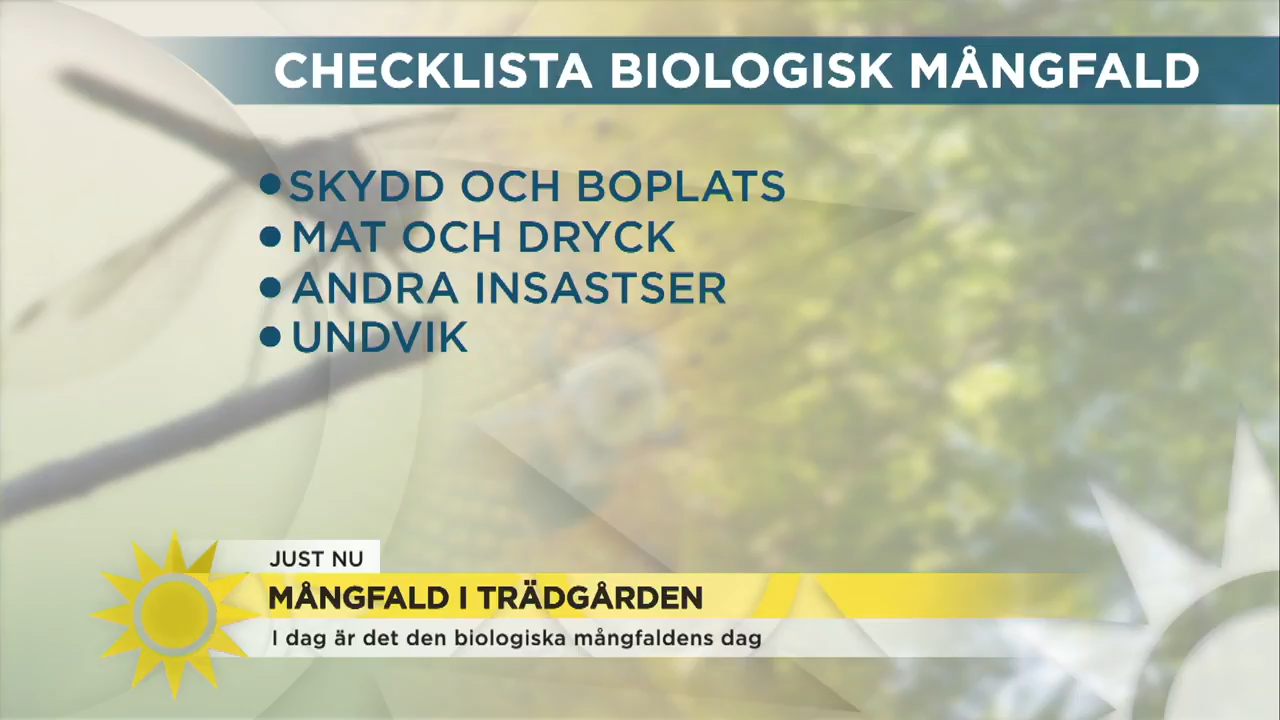 CHECKLISTA BIOLOGISK MÅNGFALD
• SKYDD OCH BOPLATS
• MAT OCH DRYCK
• ANDRA INSASTSER
• UNDVIK
JUST NU
MÅNGFALD I TRÄDGÅRDEN
I dag är det den biologiska mångfaldens dag